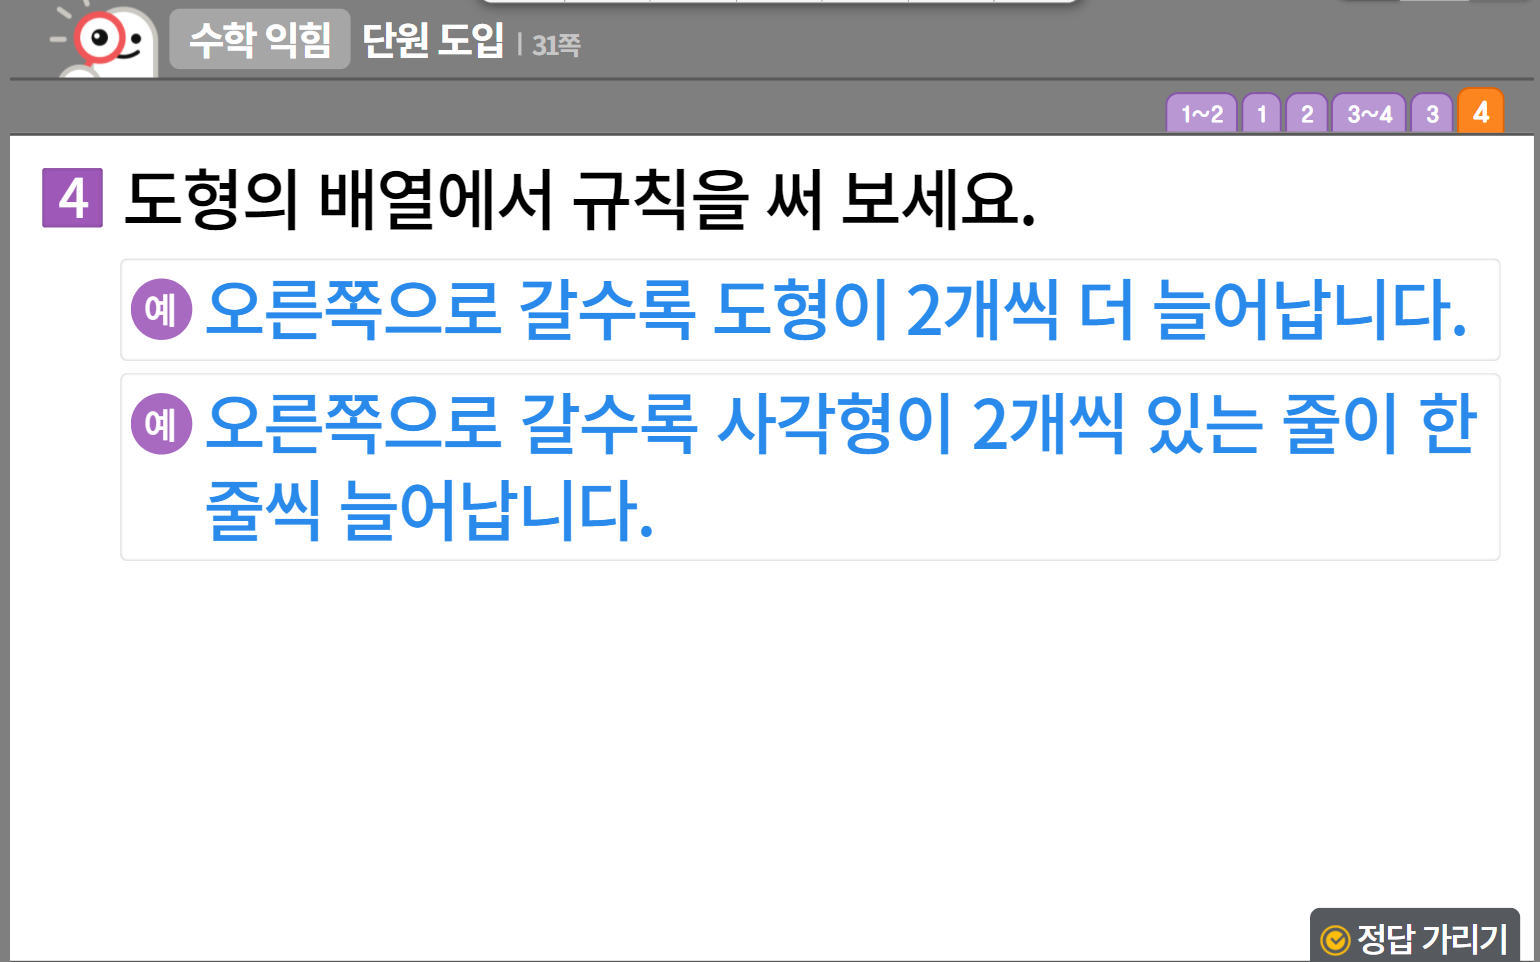 수학 익힘 단원 도입 | 31쪽
1~2 1 2 3~4 3 4
4 도형의 배열에서 규칙을 써 보세요.
예 오른쪽으로 갈수록 도형이 2개씩 더 늘어납니다.
예 오른쪽으로 갈수록 사각형이 2개씩 있는 줄이 한
줄씩 늘어납니다.
정답 가리기